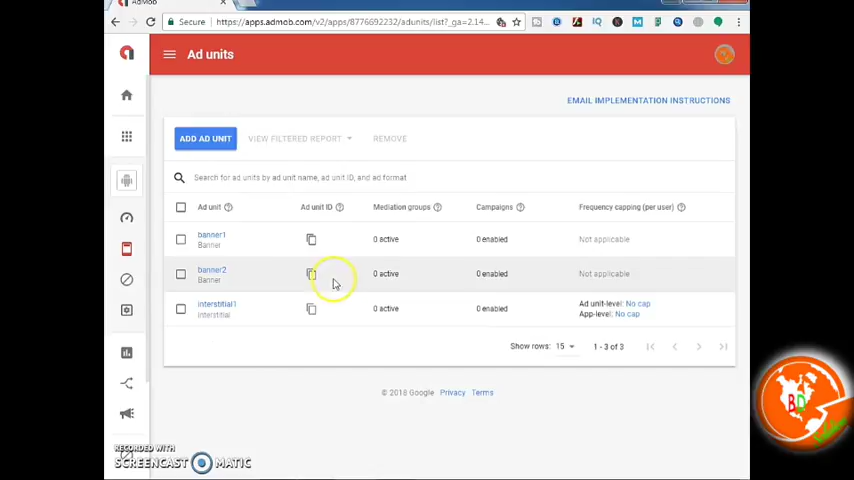 AdMob
Secure
https://apps.admob.com/v2/apps/8776692232/adunits/list?_ga=2.14...
Ad units
EMAIL IMPLEMENTATION INSTRUCTIONS
ADD AD UNIT
VIEW FILTERED REPORT
REMOVE
Search for ad units by ad unit name, ad unit ID, and ad format
Ad unit
Ad unit ID
Mediation groups
Campaigns
Frequency capping (per user)
banner1
Banner
0 active
0 enabled
Not applicable
banner2
Banner
0 active
0 enabled
Not applicable
interstitial1
Interstitial
0 active
0 enabled
Ad unit-level: No cap
App-level: No cap
Show rows: 15
1 - 3 of 3
© 2018 Google Privacy Terms
RECORDED WITH
SCREENCAST MATIC
BD